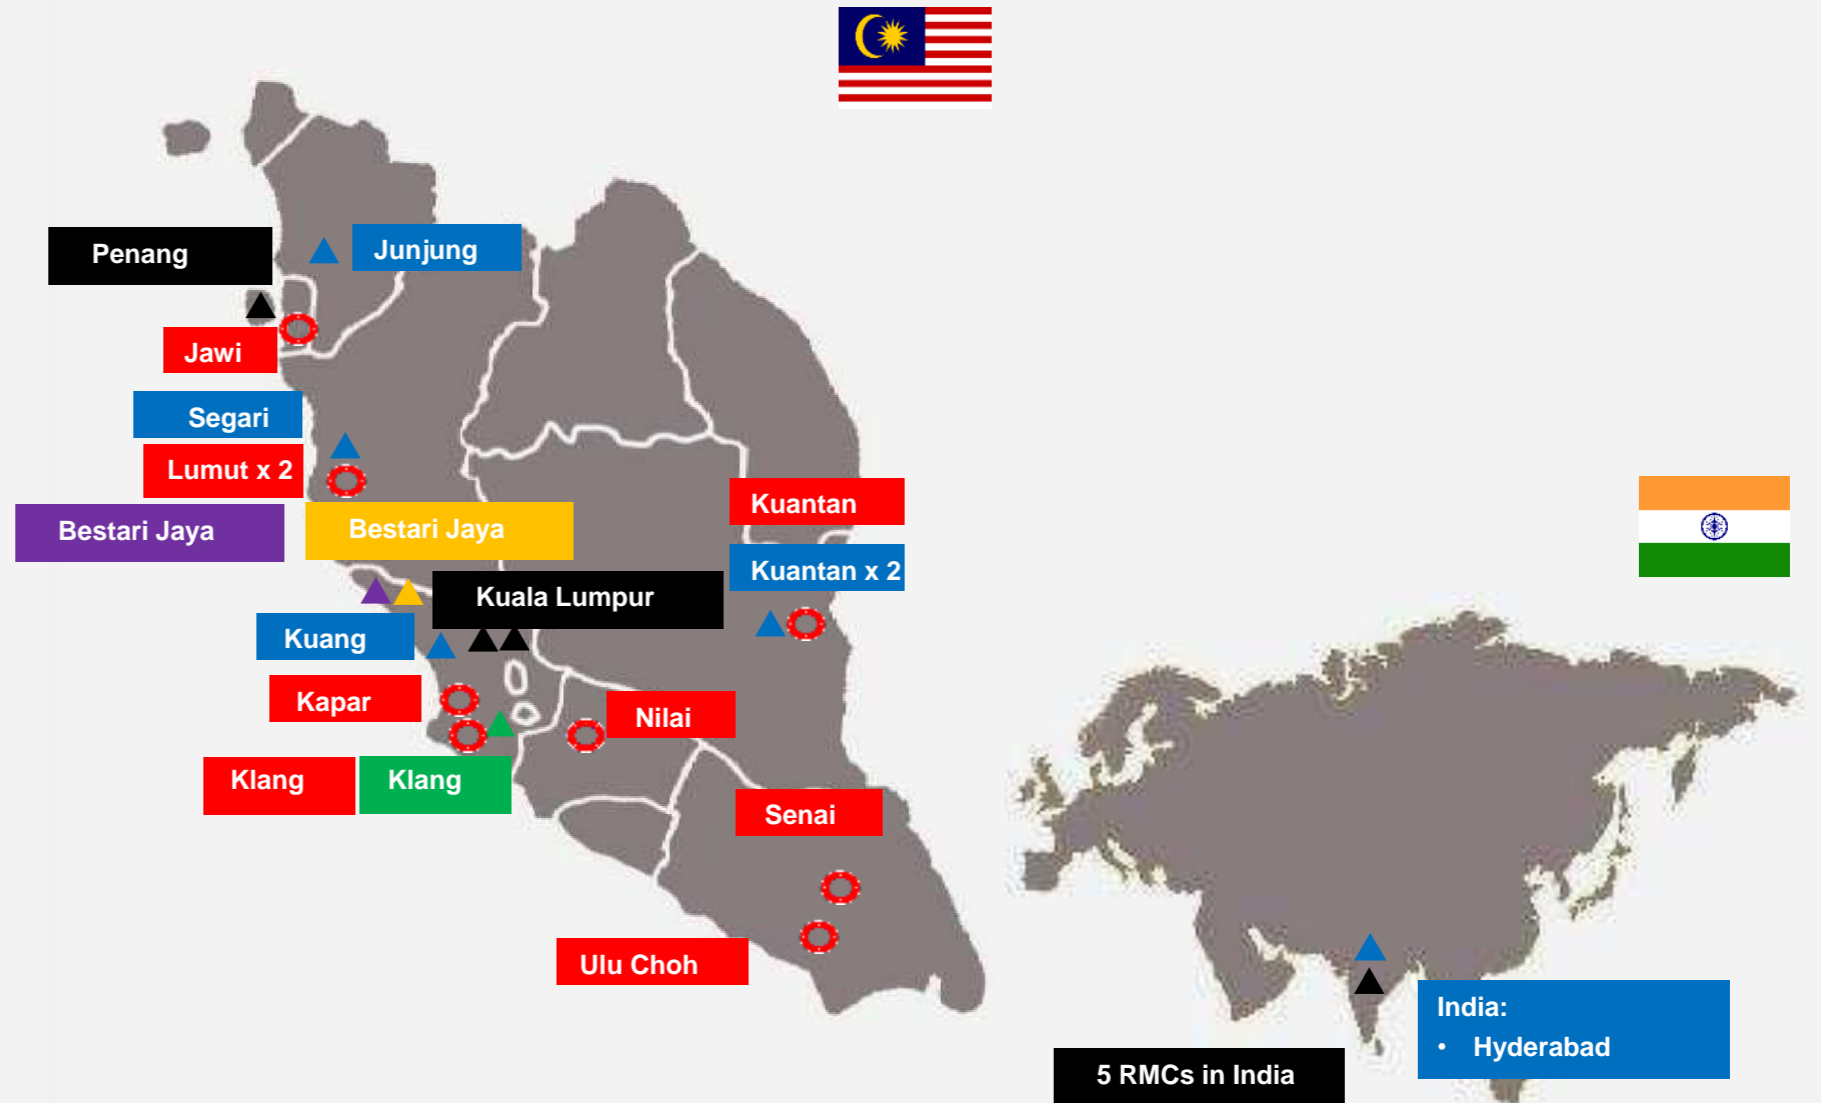 Penang
Junjung
Jawi
Segari
Lumut x 2
Bestari Jaya
Bestari Jaya
Kuantan
Kuantan x 2
Kuala Lumpur
Kuang
Kapar
Nilai
Klang
Klang
Senai
Ulu Choh
India:
• Hyderabad
5 RMCs in India